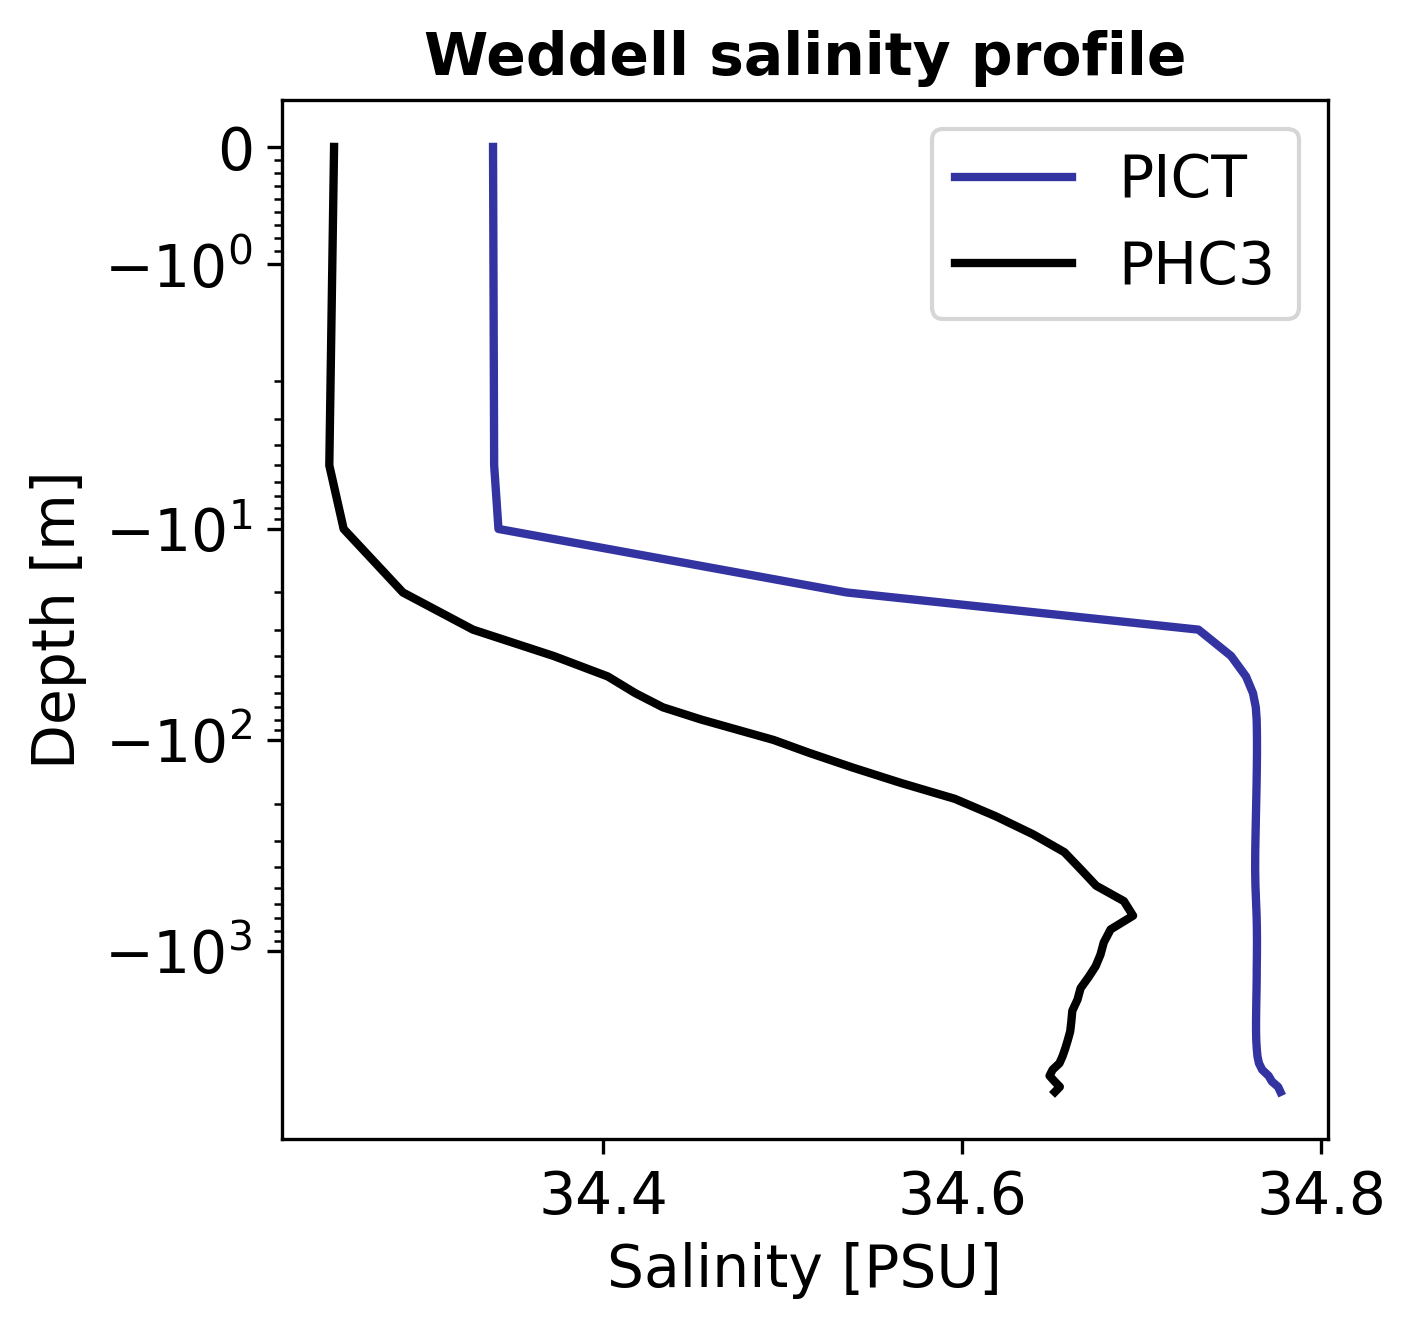 Weddell salinity profile
PICT
PHC3
0
−10⁰
−10¹
−10²
−10³
Depth [m]
34.4 34.6 34.8
Salinity [PSU]